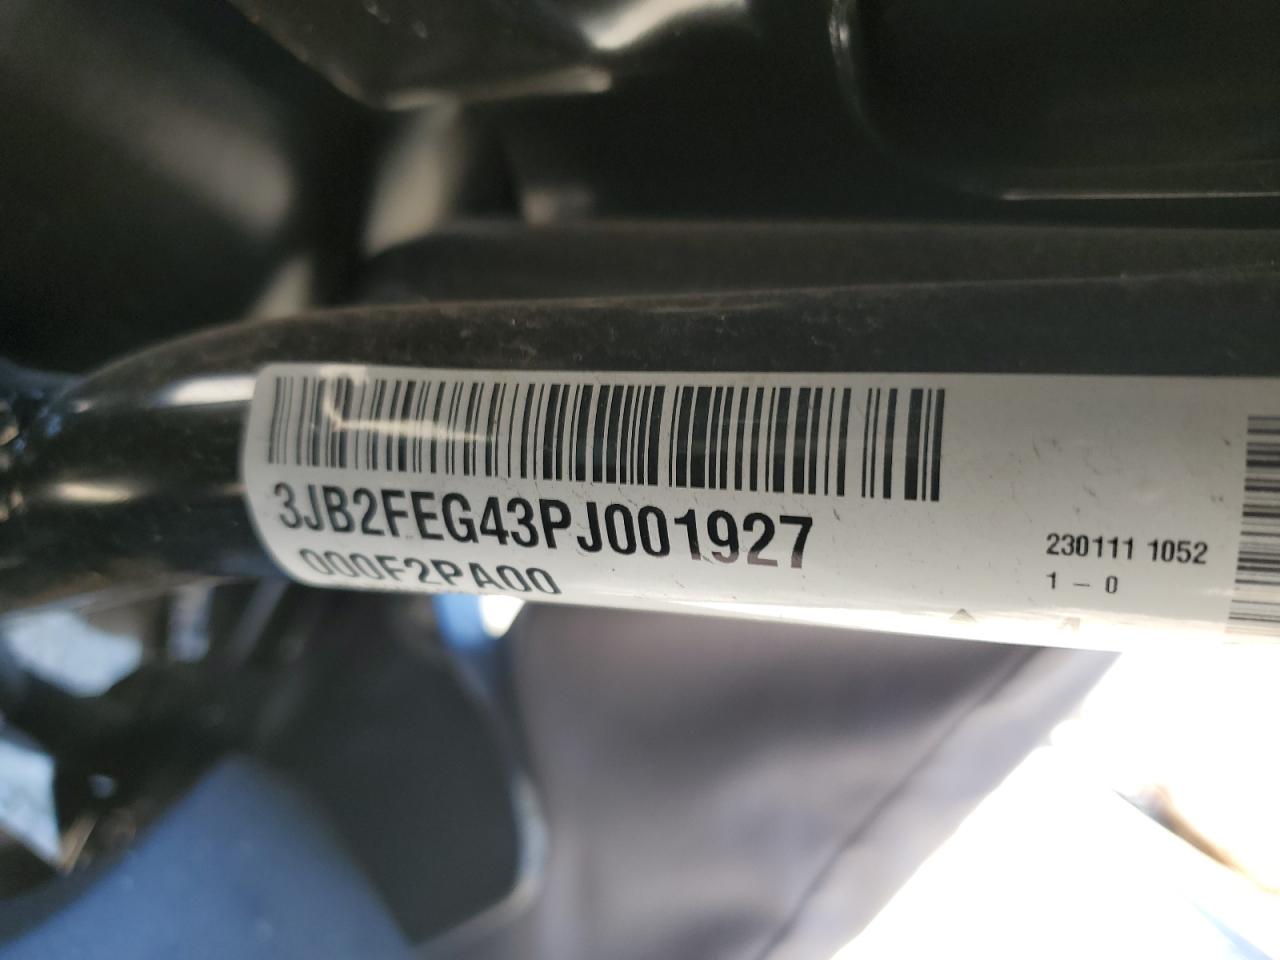 3JB2FEG43PJ001927
000F2PA00
230111 1052
1 – 0